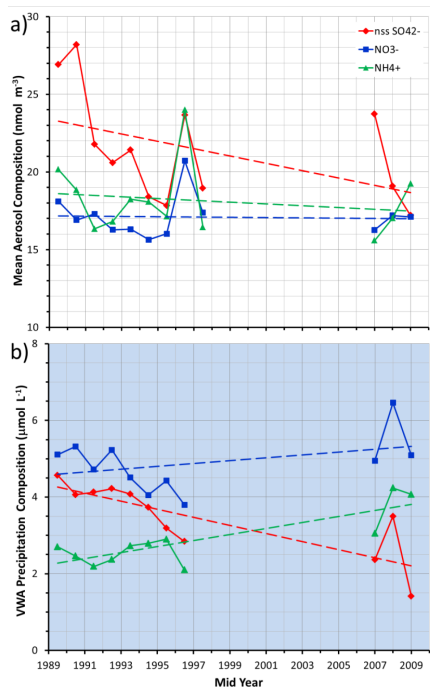 a)
30
25
20
15
10
Mean Aerosol Composition (nmol m⁻³)
nss SO42-
NO3-
NH4+
b)
8
6
4
2
0
VWA Precipitation Composition (µmol L⁻¹)
1989 1991 1993 1995 1997 1999 2001 2003 2005 2007 2009
Mid Year